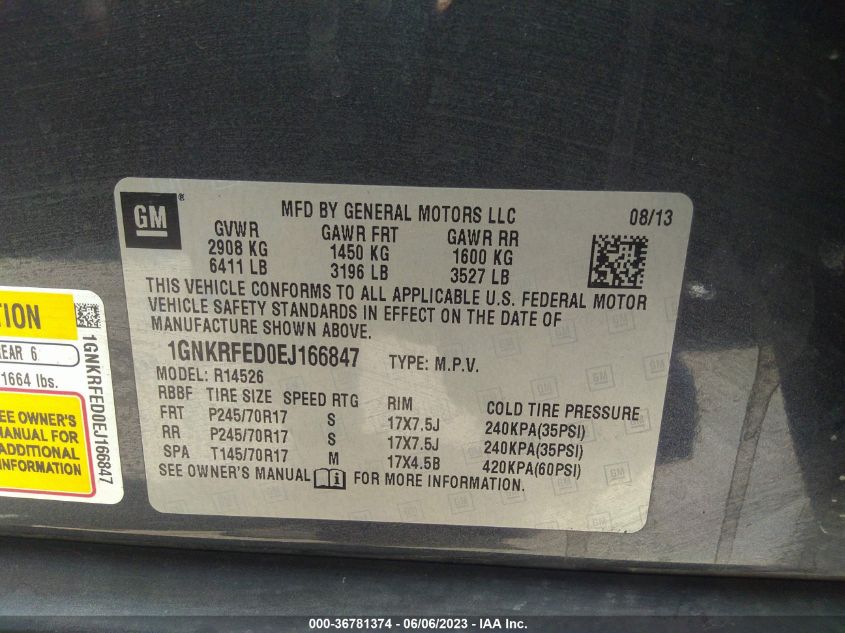 GM®
MFD BY GENERAL MOTORS LLC 08/13
GVWR GAWR FRT GAWR RR
2908 KG 1450 KG 1600 KG
6411 LB 3196 LB 3527 LB
THIS VEHICLE CONFORMS TO ALL APPLICABLE U.S. FEDERAL MOTOR
VEHICLE SAFETY STANDARDS IN EFFECT ON THE DATE OF
MANUFACTURE SHOWN ABOVE.
1GNKRFED0EJ166847 TYPE: M.P.V.
MODEL: R14526
RBBF TIRE SIZE SPEED RTG RIM COLD TIRE PRESSURE
FRT P245/70R17 S 17X7.5J 240KPA(35PSI)
RR P245/70R17 S 17X7.5J 240KPA(35PSI)
SPA T145/70R17 M 17X4.5B 420KPA(60PSI)
SEE OWNER'S MANUAL i FOR MORE INFORMATION.
TION
REAR 6
1664 lbs.
SEE OWNER'S
MANUAL FOR
ADDITIONAL
INFORMATION
1GNKRFED0EJ166847
000-36781374 / 06/06/2023 - IAA Inc.